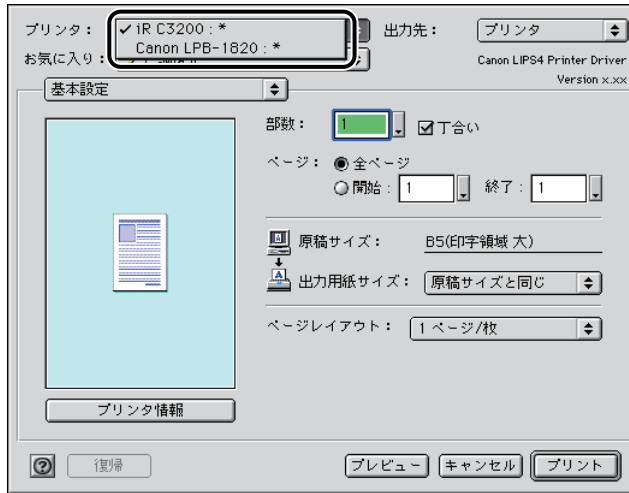 プリンタ： ✓ iR C3200 : * 出力先： プリンタ
Canon LPB-1820 : *
お気に入り： Canon LIPS4 Printer Driver
Version x.xx
基本設定
部数： 1 丁合い
ページ： 全ページ
開始： 1 終了： 1
原稿サイズ： B5(印字領域 大)
出力用紙サイズ： 原稿サイズと同じ
ページレイアウト： 1 ページ/枚
プリンタ情報
? 復帰 プレビュー キャンセル プリント